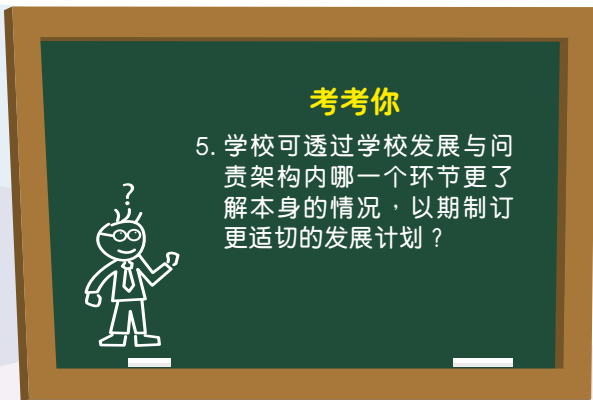 考考你
5. 学校可透过学校发展与问
责架构内哪一个环节更了
解本身的情况，以期制订
更适切的发展计划？
?